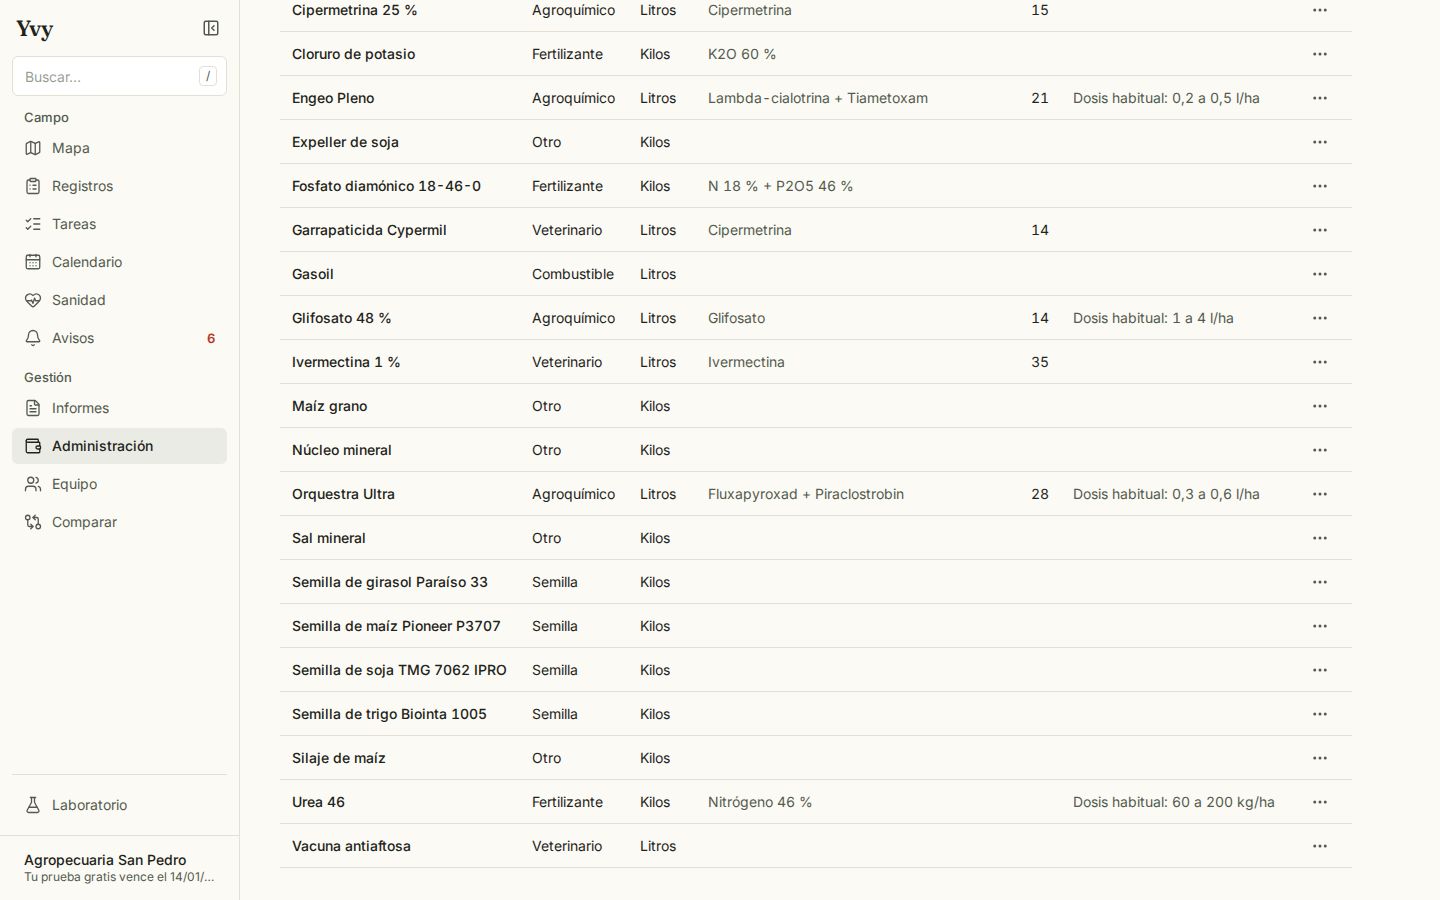 Yvy
Buscar...
/
Campo
Mapa
Registros
Tareas
Calendario
Sanidad
Avisos 6
Gestión
Informes
Administración
Equipo
Comparar
Laboratorio
Agropecuaria San Pedro
Tu prueba gratis vence el 14/01/...
Cipermetrina 25 % Agroquímico Litros Cipermetrina 15
Cloruro de potasio Fertilizante Kilos K2O 60 %
Engeo Pleno Agroquímico Litros Lambda-cialotrina + Tiametoxam 21 Dosis habitual: 0,2 a 0,5 l/ha
Expeller de soja Otro Kilos
Fosfato diamónico 18-46-0 Fertilizante Kilos N 18 % + P2O5 46 %
Garrapaticida Cypermil Veterinario Litros Cipermetrina 14
Gasoil Combustible Litros
Glifosato 48 % Agroquímico Litros Glifosato 14 Dosis habitual: 1 a 4 l/ha
Ivermectina 1 % Veterinario Litros Ivermectina 35
Maíz grano Otro Kilos
Núcleo mineral Otro Kilos
Orquestra Ultra Agroquímico Litros Fluxapyroxad + Piraclostrobin 28 Dosis habitual: 0,3 a 0,6 l/ha
Sal mineral Otro Kilos
Semilla de girasol Paraíso 33 Semilla Kilos
Semilla de maíz Pioneer P3707 Semilla Kilos
Semilla de soja TMG 7062 IPRO Semilla Kilos
Semilla de trigo Biointa 1005 Semilla Kilos
Silaje de maíz Otro Kilos
Urea 46 Fertilizante Kilos Nitrógeno 46 % Dosis habitual: 60 a 200 kg/ha
Vacuna antiaftosa Veterinario Litros